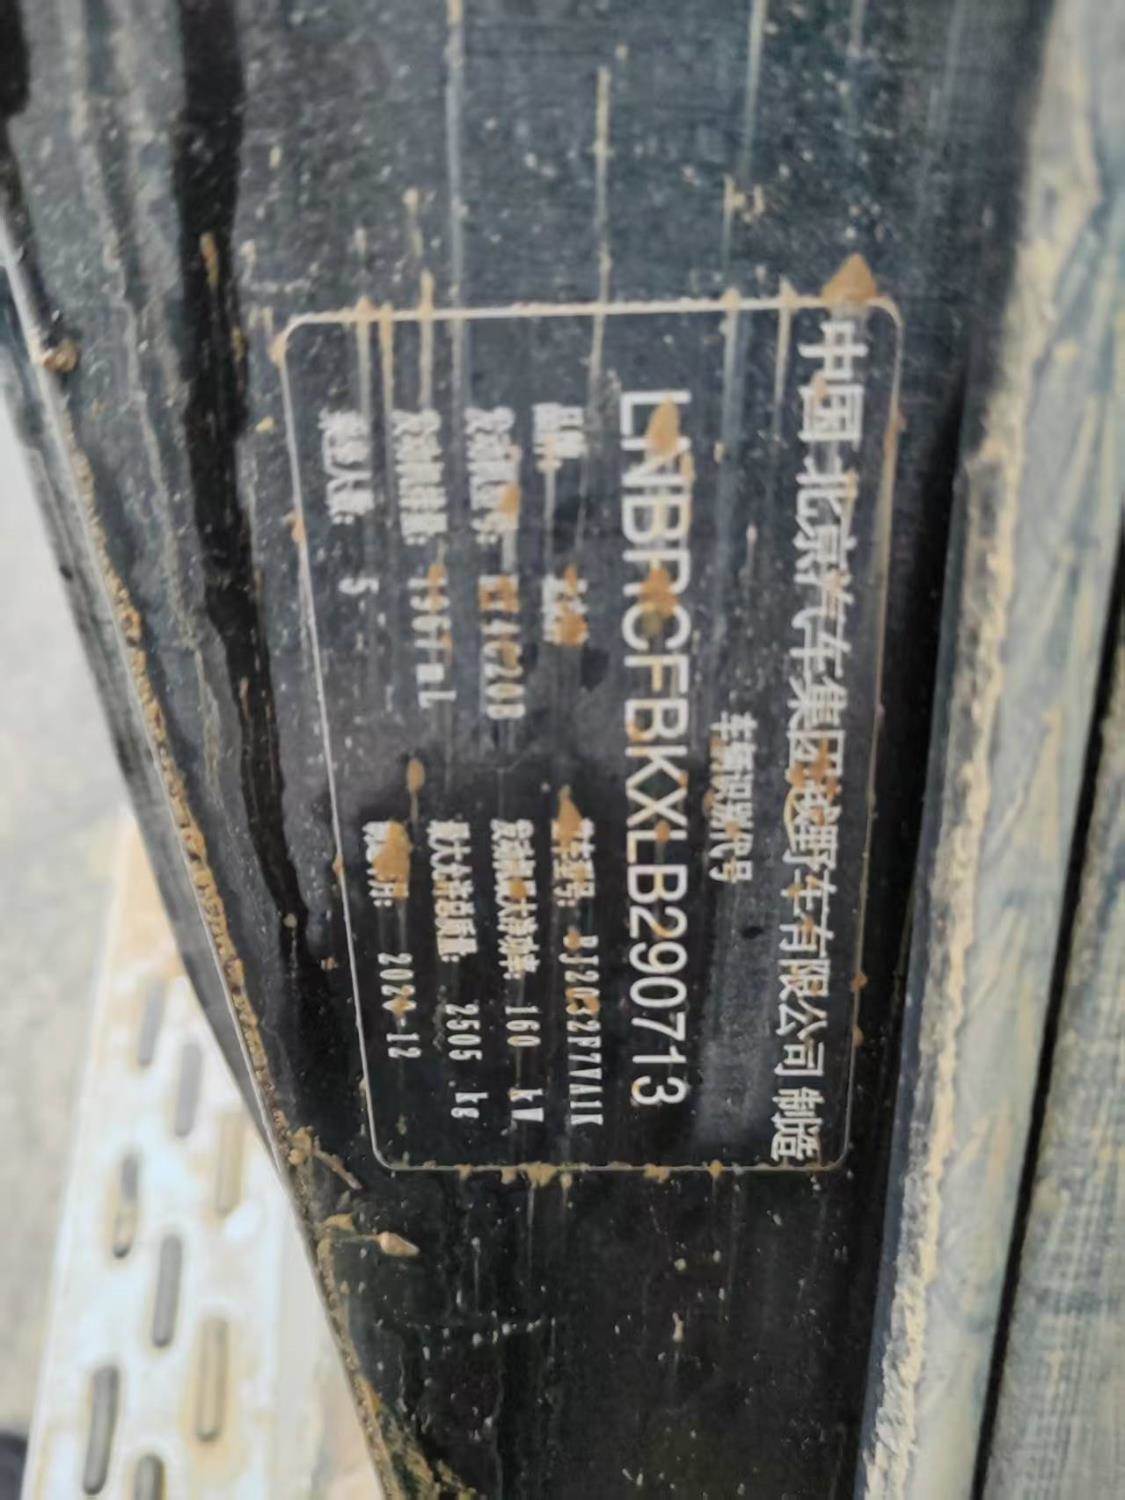 中国北京汽车集团越野车有限公司 制造
车辆识别代号
LNBRCFBKXLB290713
品牌: 北京牌 整车型号: BJ2032F7VA1K
发动机型号: 4C20B 发动机最大净功率: 160 kW
发动机排量: 1967mL 最大允许总质量: 2505 kg
乘坐人数: 5 制造年月: 2020-12